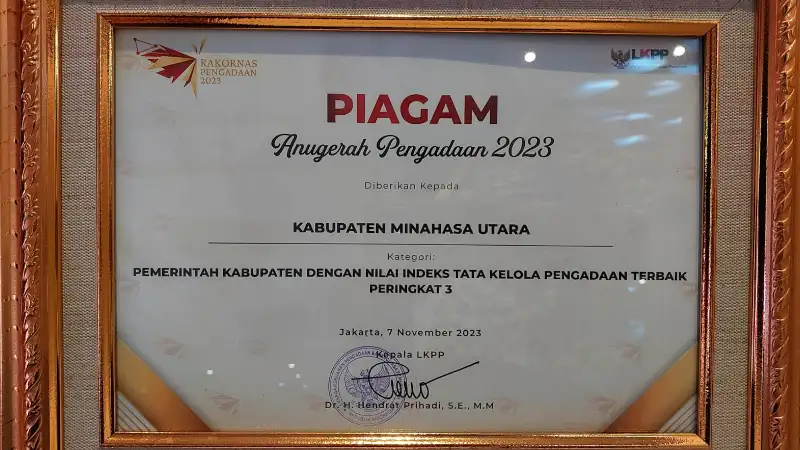 RAKORNAS
PENGADAAN
2023
LKPP
PIAGAM
Anugerah Pengadaan 2023
Diberikan Kepada
KABUPATEN MINAHASA UTARA
Kategori:
PEMERINTAH KABUPATEN DENGAN NILAI INDEKS TATA KELOLA PENGADAAN TERBAIK
PERINGKAT 3
Jakarta, 7 November 2023
Kepala LKPP
Dr. H. Hendrar Prihadi, S.E., M.M